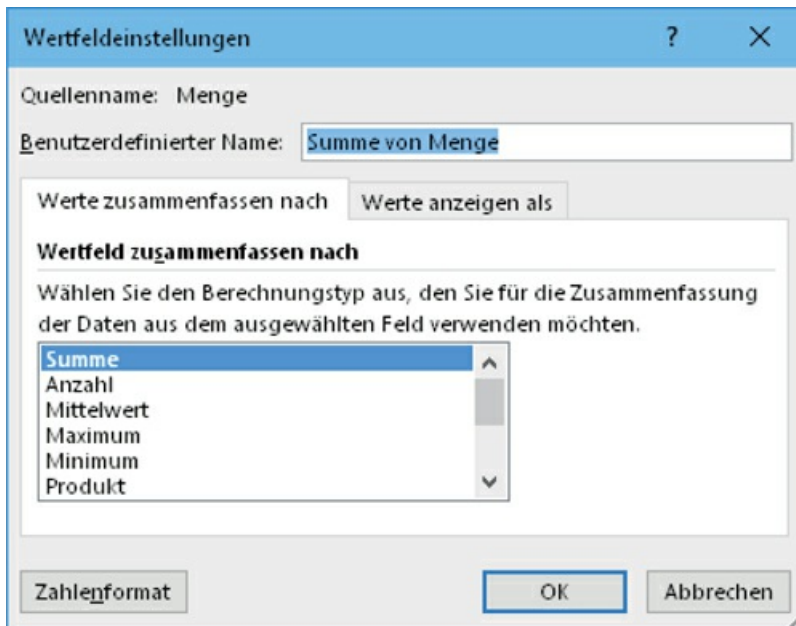 Wertfeldeinstellungen ?
Quellenname: Menge
Benutzerdefinierter Name: Summe von Menge
Werte zusammenfassen nach Werte anzeigen als
Wertfeld zusammenfassen nach
Wählen Sie den Berechnungstyp aus, den Sie für die Zusammenfassung
der Daten aus dem ausgewählten Feld verwenden möchten.
Summe
Anzahl
Mittelwert
Maximum
Minimum
Produkt
Zahlenformat OK Abbrechen